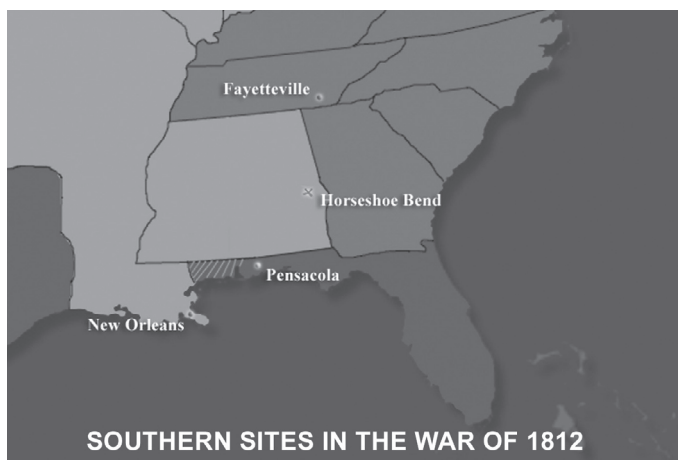 Fayetteville
Horseshoe Bend
Pensacola
New Orleans
SOUTHERN SITES IN THE WAR OF 1812